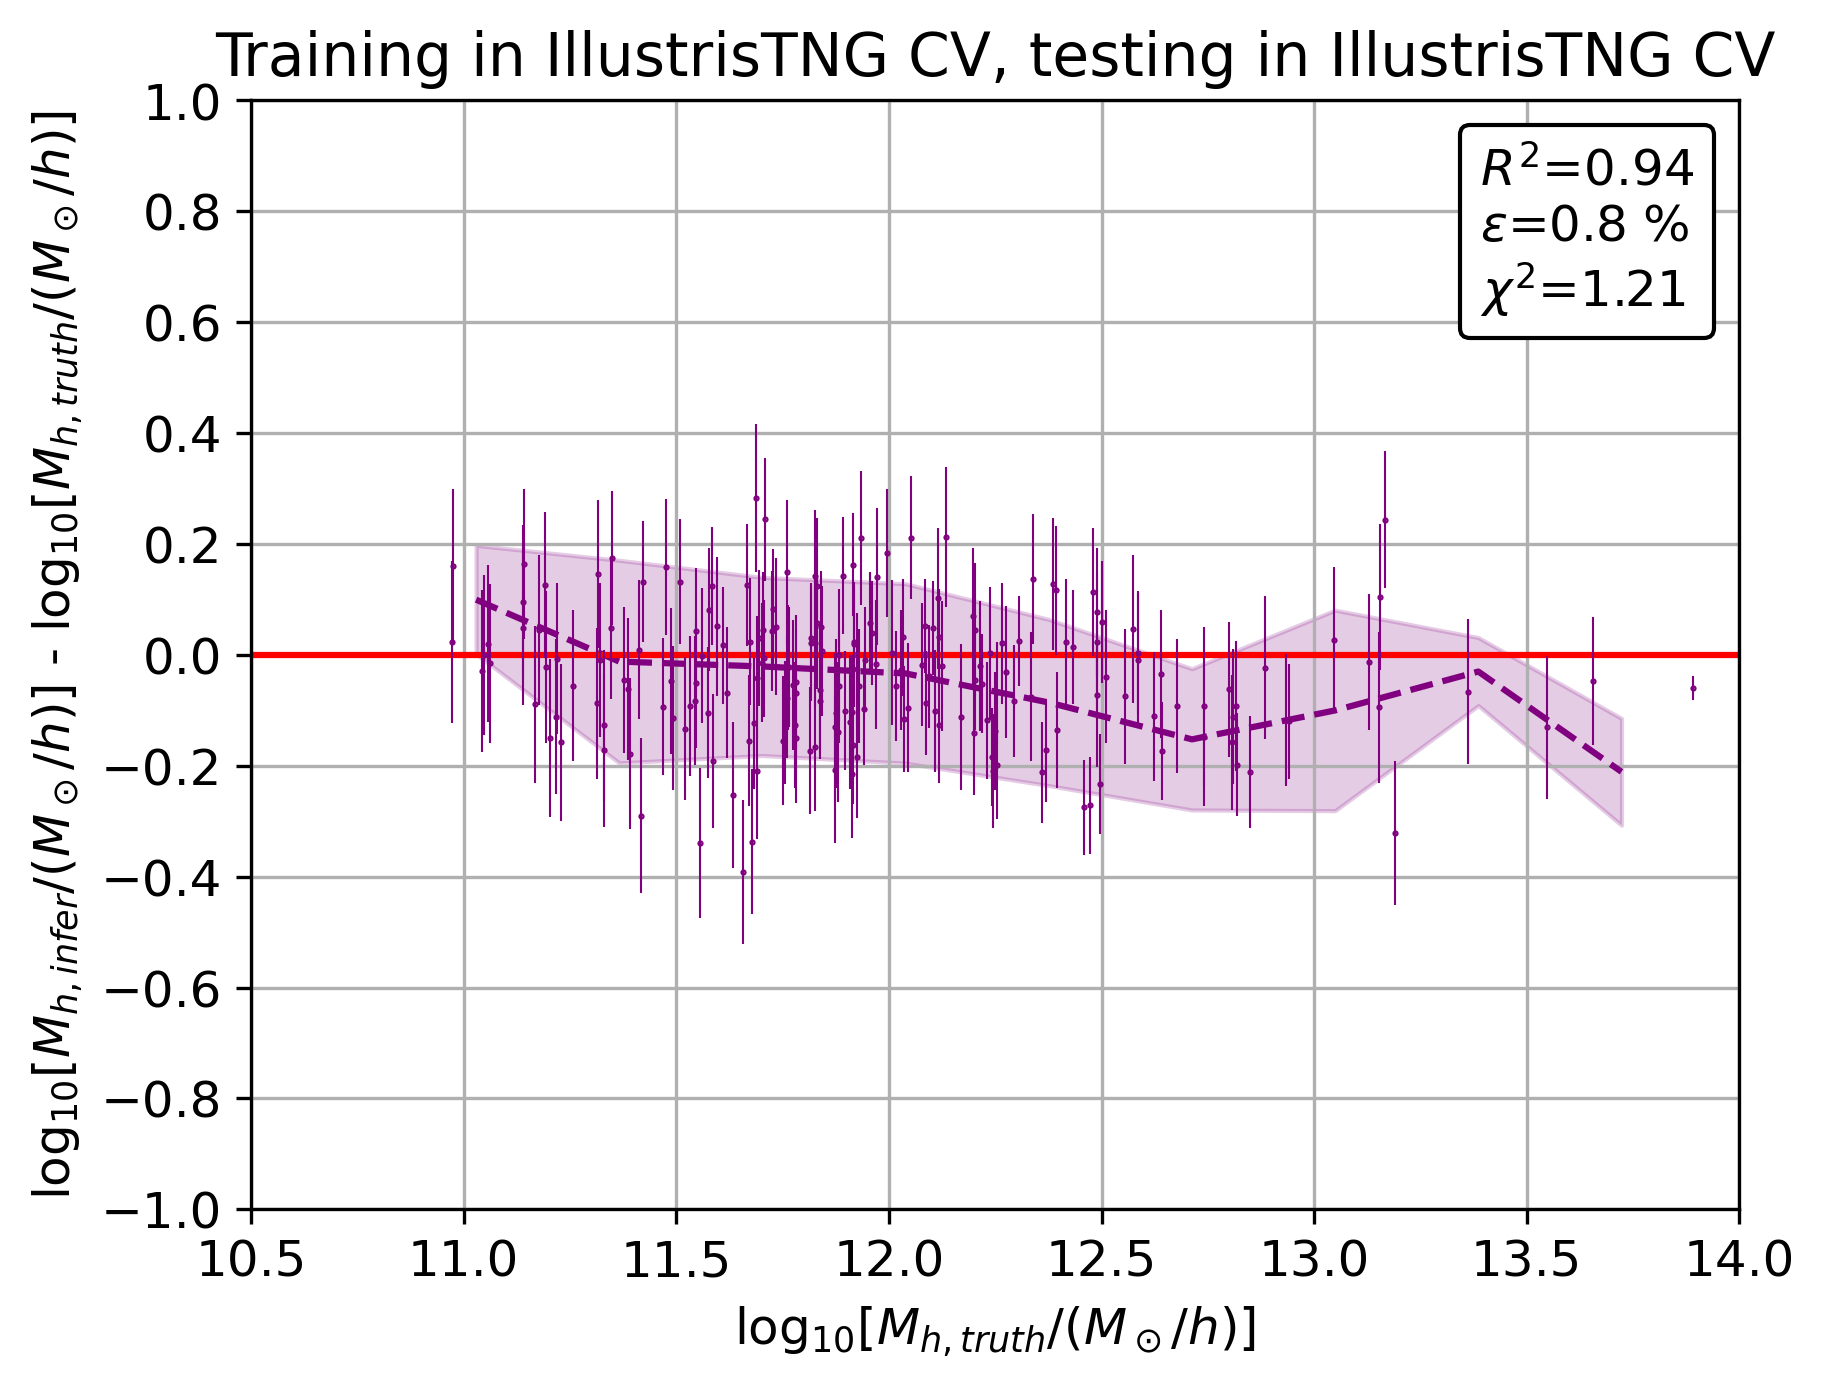 Training in IllustrisTNG CV, testing in IllustrisTNG CV
log₁₀[M_{h,infer}/(M_⊙/h)] - log₁₀[M_{h,truth}/(M_⊙/h)]
1.0
0.8
0.6
0.4
0.2
0.0
−0.2
−0.4
−0.6
−0.8
−1.0
R²=0.94
ε=0.8 %
χ²=1.21
10.5 11.0 11.5 12.0 12.5 13.0 13.5 14.0
log₁₀[M_{h,truth}/(M_⊙/h)]